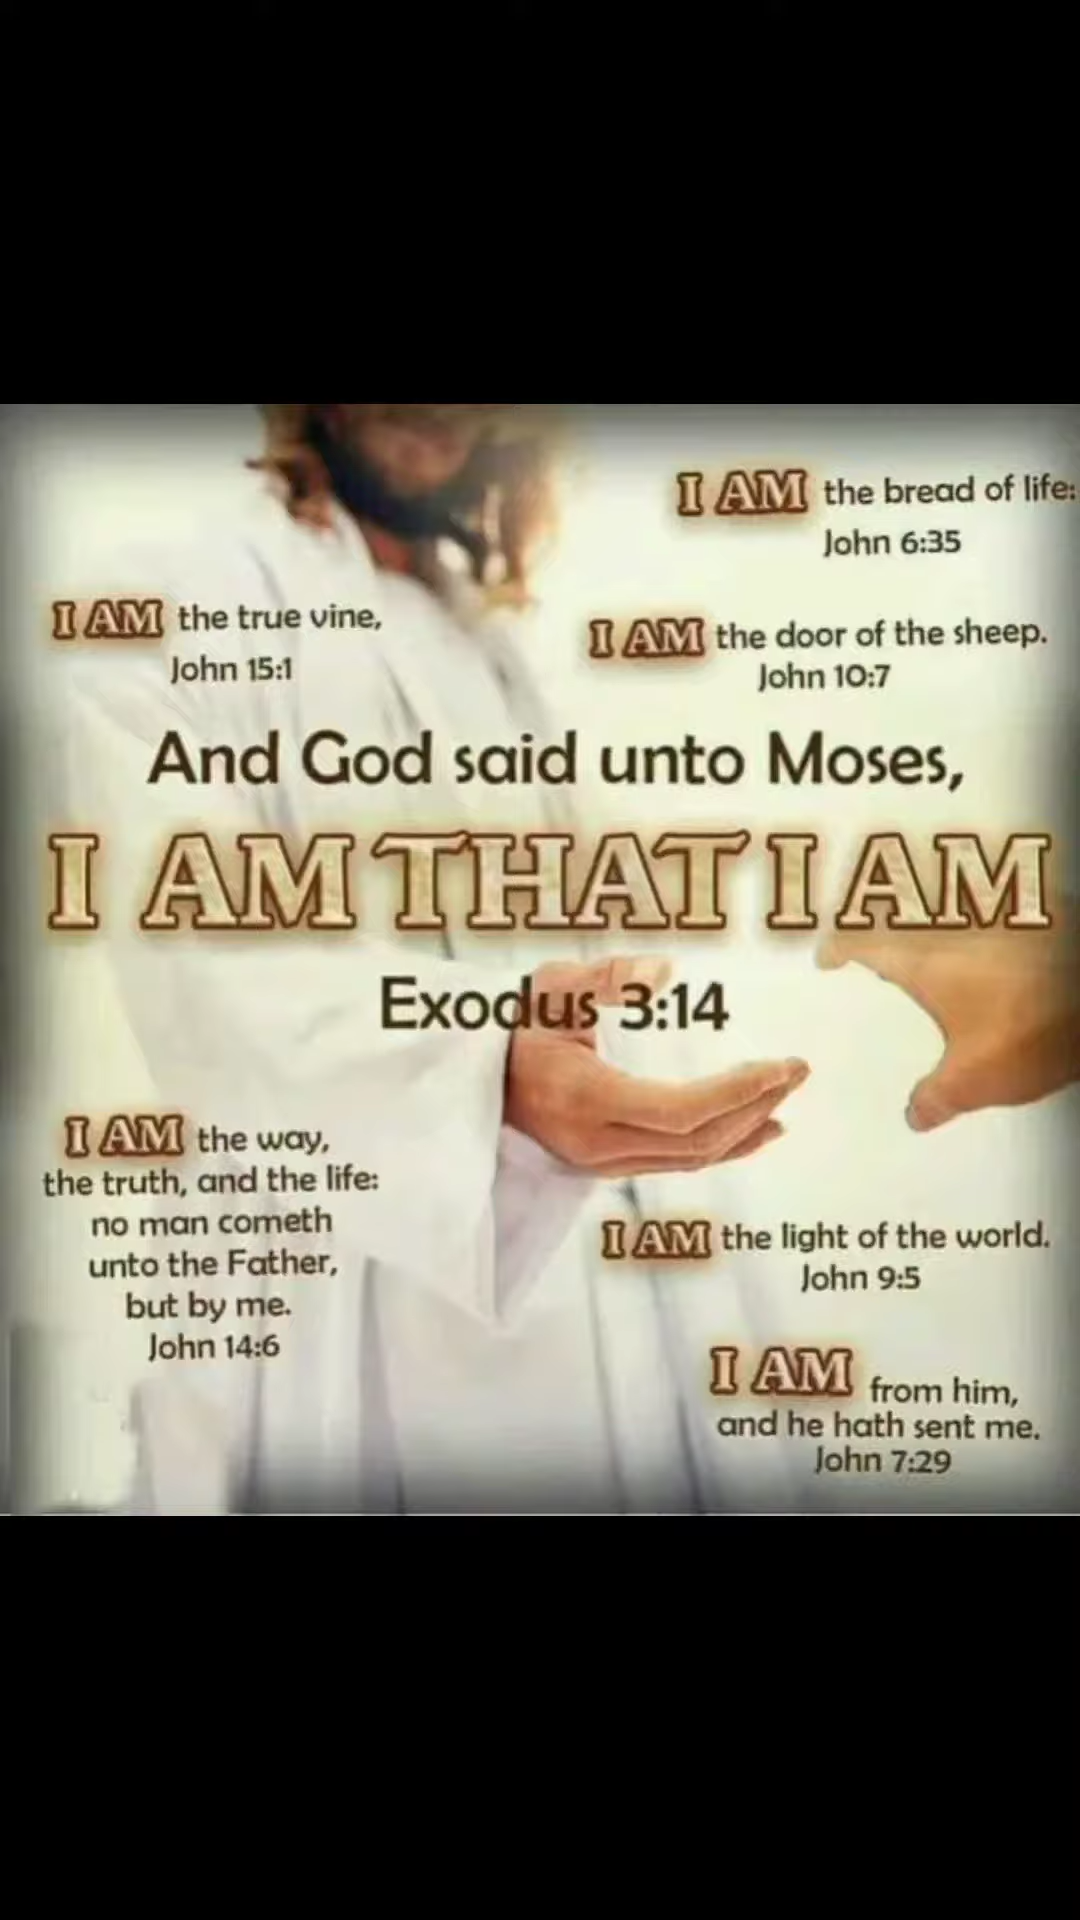 I AM the bread of life:
John 6:35
I AM the true vine,
John 15:1
I AM the door of the sheep.
John 10:7
And God said unto Moses,
I AM THAT I AM
Exodus 3:14
I AM the way,
the truth, and the life:
no man cometh
unto the Father,
but by me.
John 14:6
I AM the light of the world.
John 9:5
I AM from him,
and he hath sent me.
John 7:29